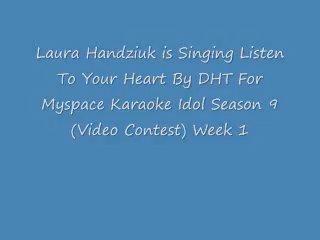 Laura Handziuk is Singing Listen
To Your Heart By DHT For
Myspace Karaoke Idol Season 9
(Video Contest) Week 1